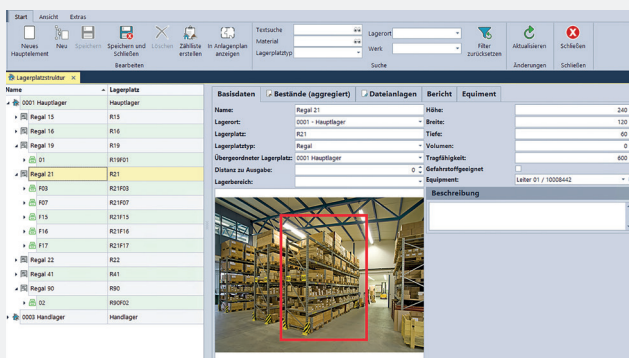 Start Ansicht Extras
Neues Hauptelement
Neu
Speichern
Speichern und Schließen
Löschen
Zählliste erstellen
In Anlagenplan anzeigen
Bearbeiten
Textsuche
Material
Lagerplatztyp
Lagerort
Werk
Suche
Filter zurücksetzen
Aktualisieren
Änderungen
Schließen
Schließen
Lagerplatzstruktur ×
Name Lagerplatz
0001 Hauptlager Hauptlager
Regal 15 R15
Regal 16 R16
Regal 19 R19
01 R19F01
Regal 21 R21
F03 R21F03
F07 R21F07
F15 R21F15
F16 R21F16
F17 R21F17
Regal 22 R22
Regal 41 R41
Regal 90 R90
02 R90F02
0003 Handlager Handlager
Basisdaten Bestände (aggregiert) Dateianlagen Bericht Equiment
Name: Regal 21
Lagerort: 0001 - Hauptlager
Lagerplatz: R21
Lagerplatztyp: Regal
Übergeordneter Lagerplatz: 0001 Hauptlager
Distanz zu Ausgabe: 0
Lagerbereich:
Höhe: 240
Breite: 120
Tiefe: 60
Volumen: 0
Tragfähigkeit: 600
Gefahrstoffgeeignet
Equipment: Leiter 01 / 10008442
Beschreibung